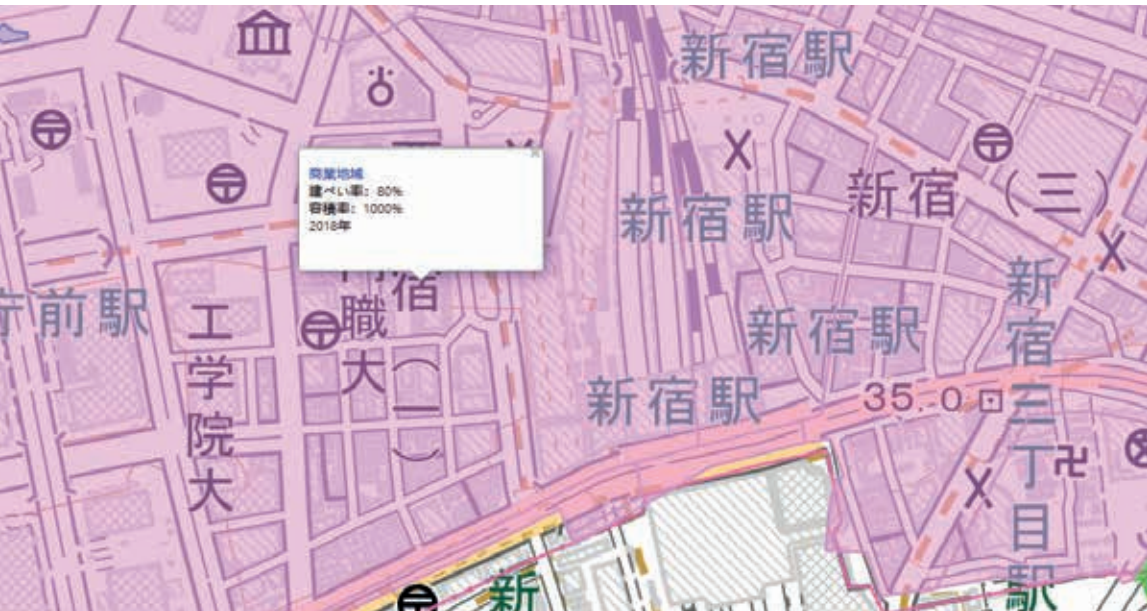 新宿駅
商業地域
建ぺい率: 80%
容積率: 1000%
2018年
新宿（三）
新宿駅
宿
職
大
（一）
前駅
工学院大
新宿駅
新宿駅
35.0
新宿三丁目駅
新